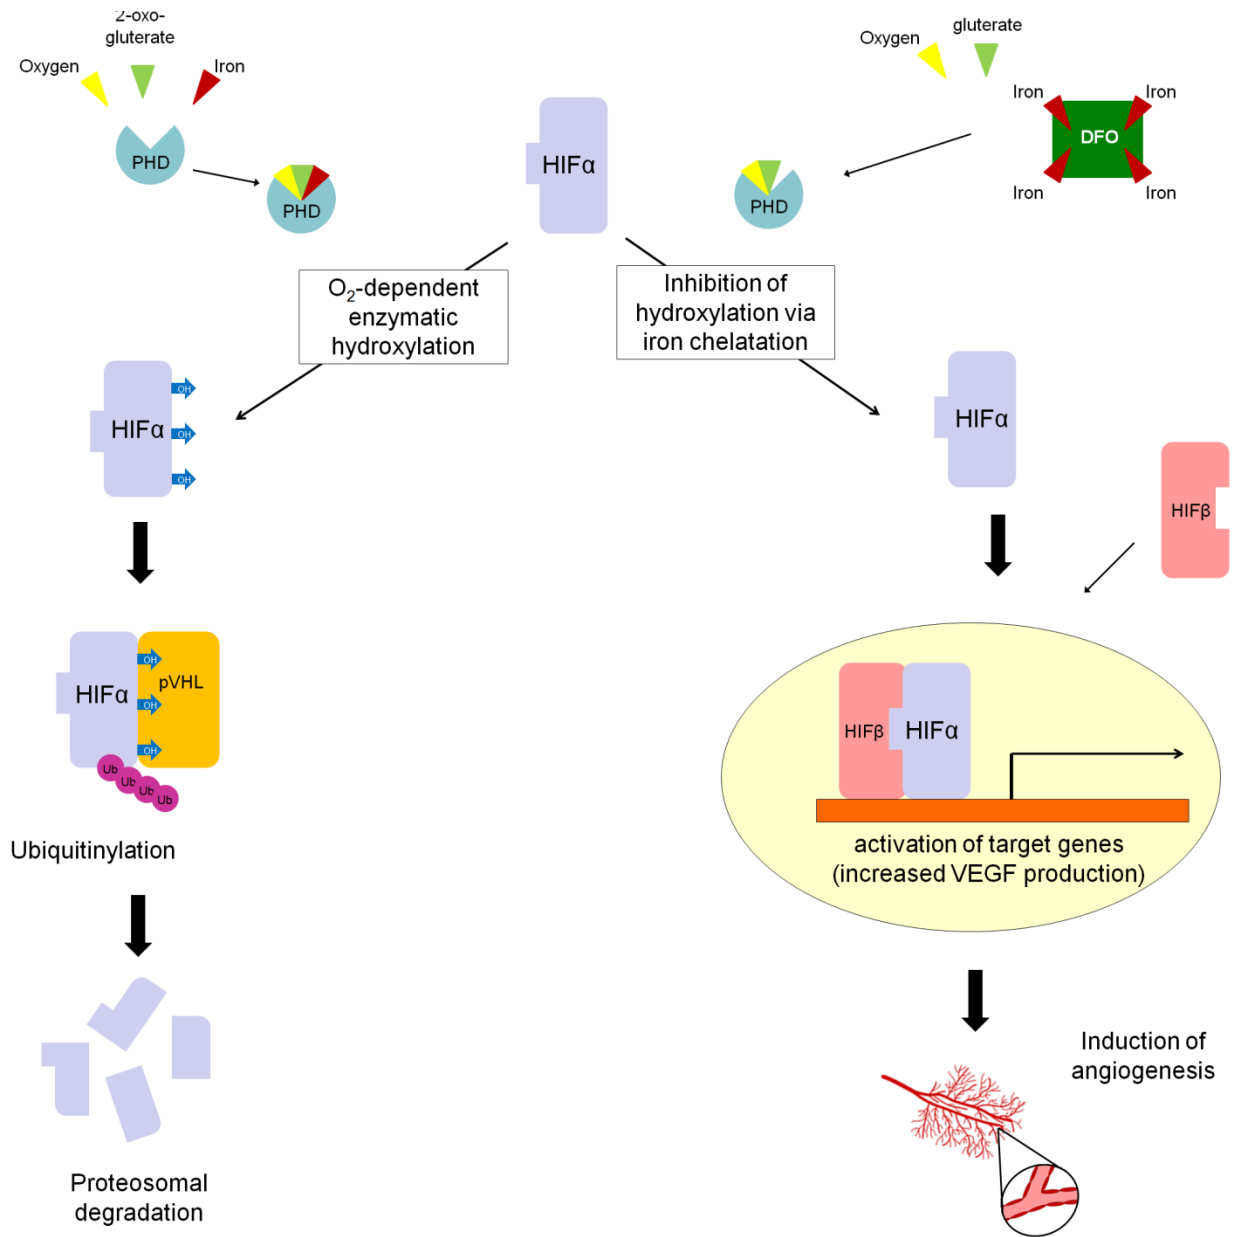 2-oxo-
gluterate
Oxygen
Iron
PHD
PHD
HIFα
Oxygen
gluterate
Iron
Iron
DFO
Iron
Iron
PHD
O₂-dependent
enzymatic
hydroxylation
Inhibition of
hydroxylation via
iron chelatation
HIFα
OH
OH
OH
HIFα
HIFβ
HIFα
pVHL
OH
OH
OH
Ub
Ub
Ub
Ub
Ubiquitinylation
HIFβ
HIFα
activation of target genes
(increased VEGF production)
Proteosomal
degradation
Induction of
angiogenesis